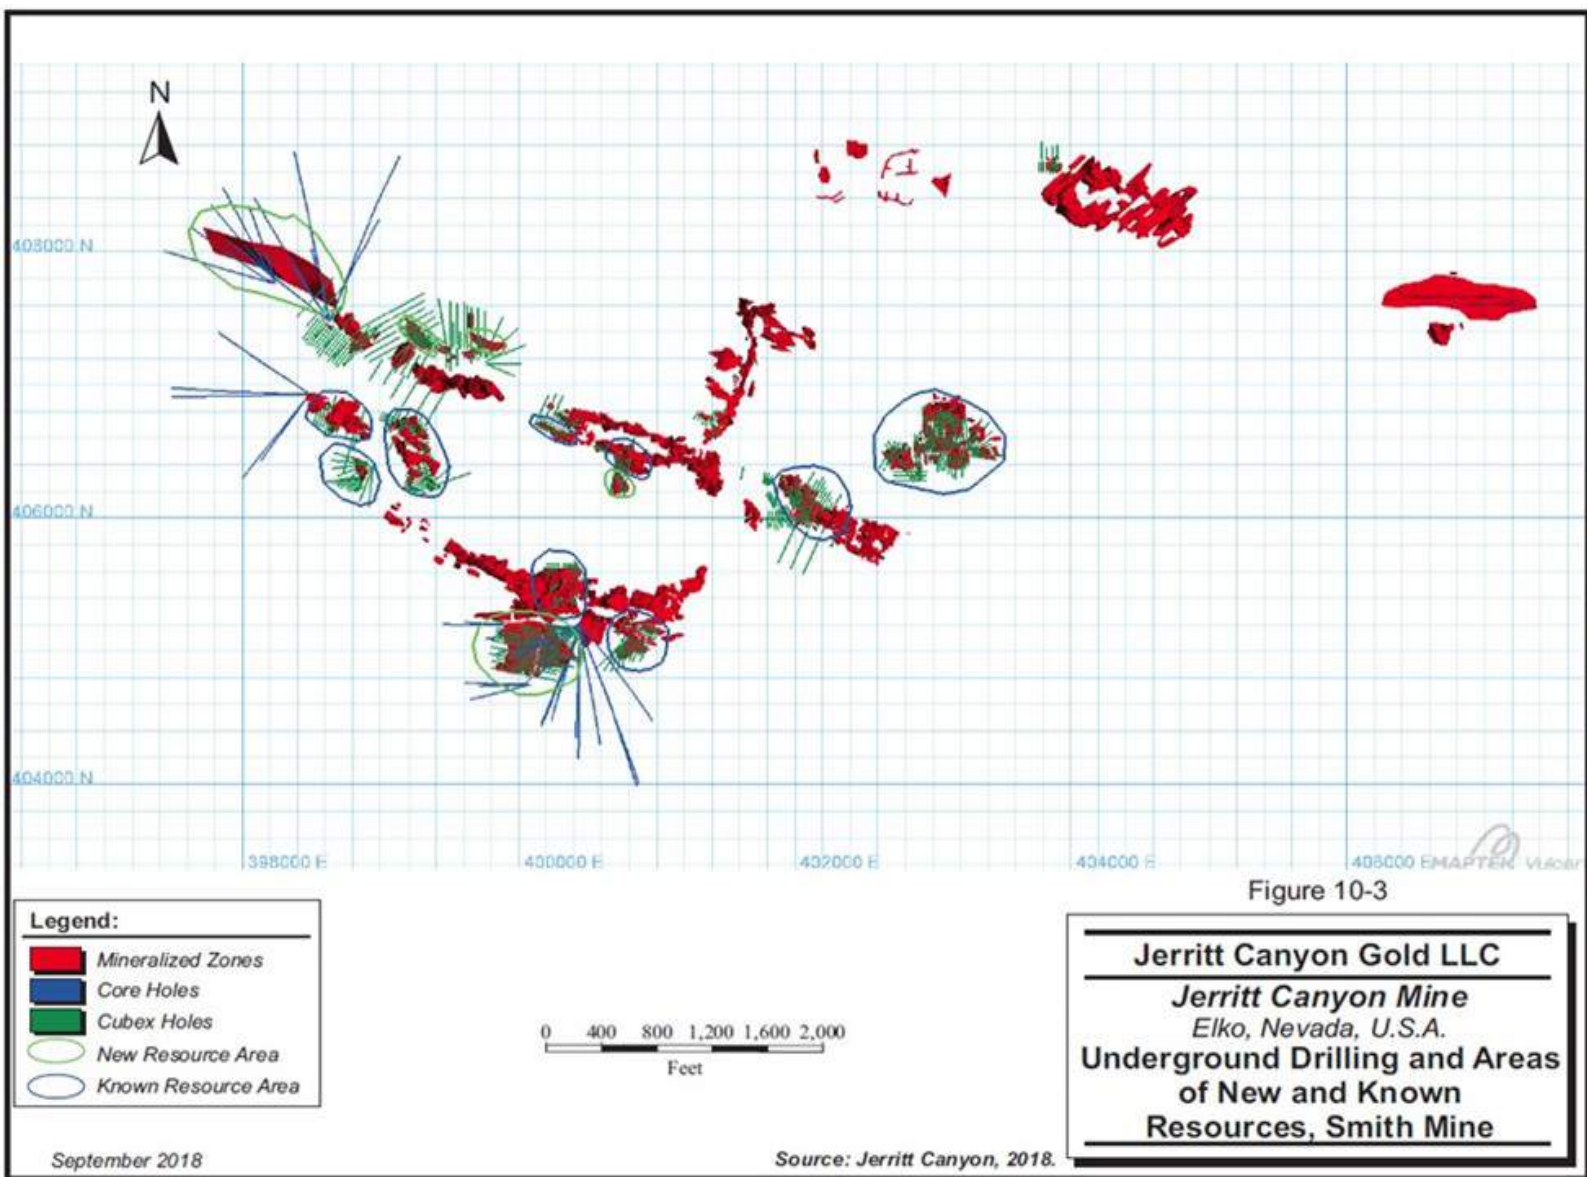 N
408000 N
406000 N
404000 N
398000 E
400000 E
402000 E
404000 E
406000 E
MAPTEK Vulcan
Figure 10-3
Legend:
Mineralized Zones
Core Holes
Cubex Holes
New Resource Area
Known Resource Area
0 400 800 1,200 1,600 2,000
Feet
Jerritt Canyon Gold LLC
Jerritt Canyon Mine
Elko, Nevada, U.S.A.
Underground Drilling and Areas
of New and Known
Resources, Smith Mine
September 2018
Source: Jerritt Canyon, 2018.